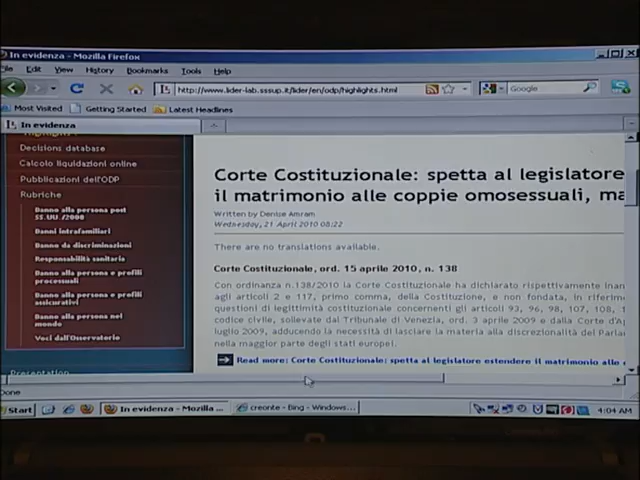 In evidenza - Mozilla Firefox
Edit View History Bookmarks Tools Help
http://www.lider-lab.sssup.it/lider/en/odp/highlights.html
Google
Most Visited Getting Started Latest Headlines
In evidenza
Decisions database
Calcolo liquidazioni online
Pubblicazioni dell'ODP
Rubriche
Danno alla persona post
SS.UU./2008
Danni intrafamiliari
Danno da discriminazioni
Responsabilità sanitaria
Danno alla persona e profili
processuali
Danno alla persona e profili
assicurativi
Danno alla persona nel
mondo
Voci dall'Osservatorio
Presentation
Corte Costituzionale: spetta al legislatore
il matrimonio alle coppie omosessuali, ma
Written by Denise Amram
Wednesday, 21 April 2010 08:22
There are no translations available.
Corte Costituzionale, ord. 15 aprile 2010, n. 138
Con ordinanza n.138/2010 la Corte Costituzionale ha dichiarato rispettivamente inam
agli articoli 2 e 117, primo comma, della Costituzione, e non fondata, in riferim
questioni di legittimità costituzionale concernenti gli articoli 93, 96, 98, 107, 108, 1
codice civile, sollevate dal Tribunale di Venezia, ord. 3 aprile 2009 e dalla Corte d'Ap
luglio 2009, adducendo la necessità di lasciare la materia alla discrezionalità del Parlam
nella maggior parte degli stati europei.
Read more: Corte Costituzionale: spetta al legislatore estendere il matrimonio alle
Done
Start In evidenza - Mozilla ... creonte - Bing - Windows... 4:04 AM